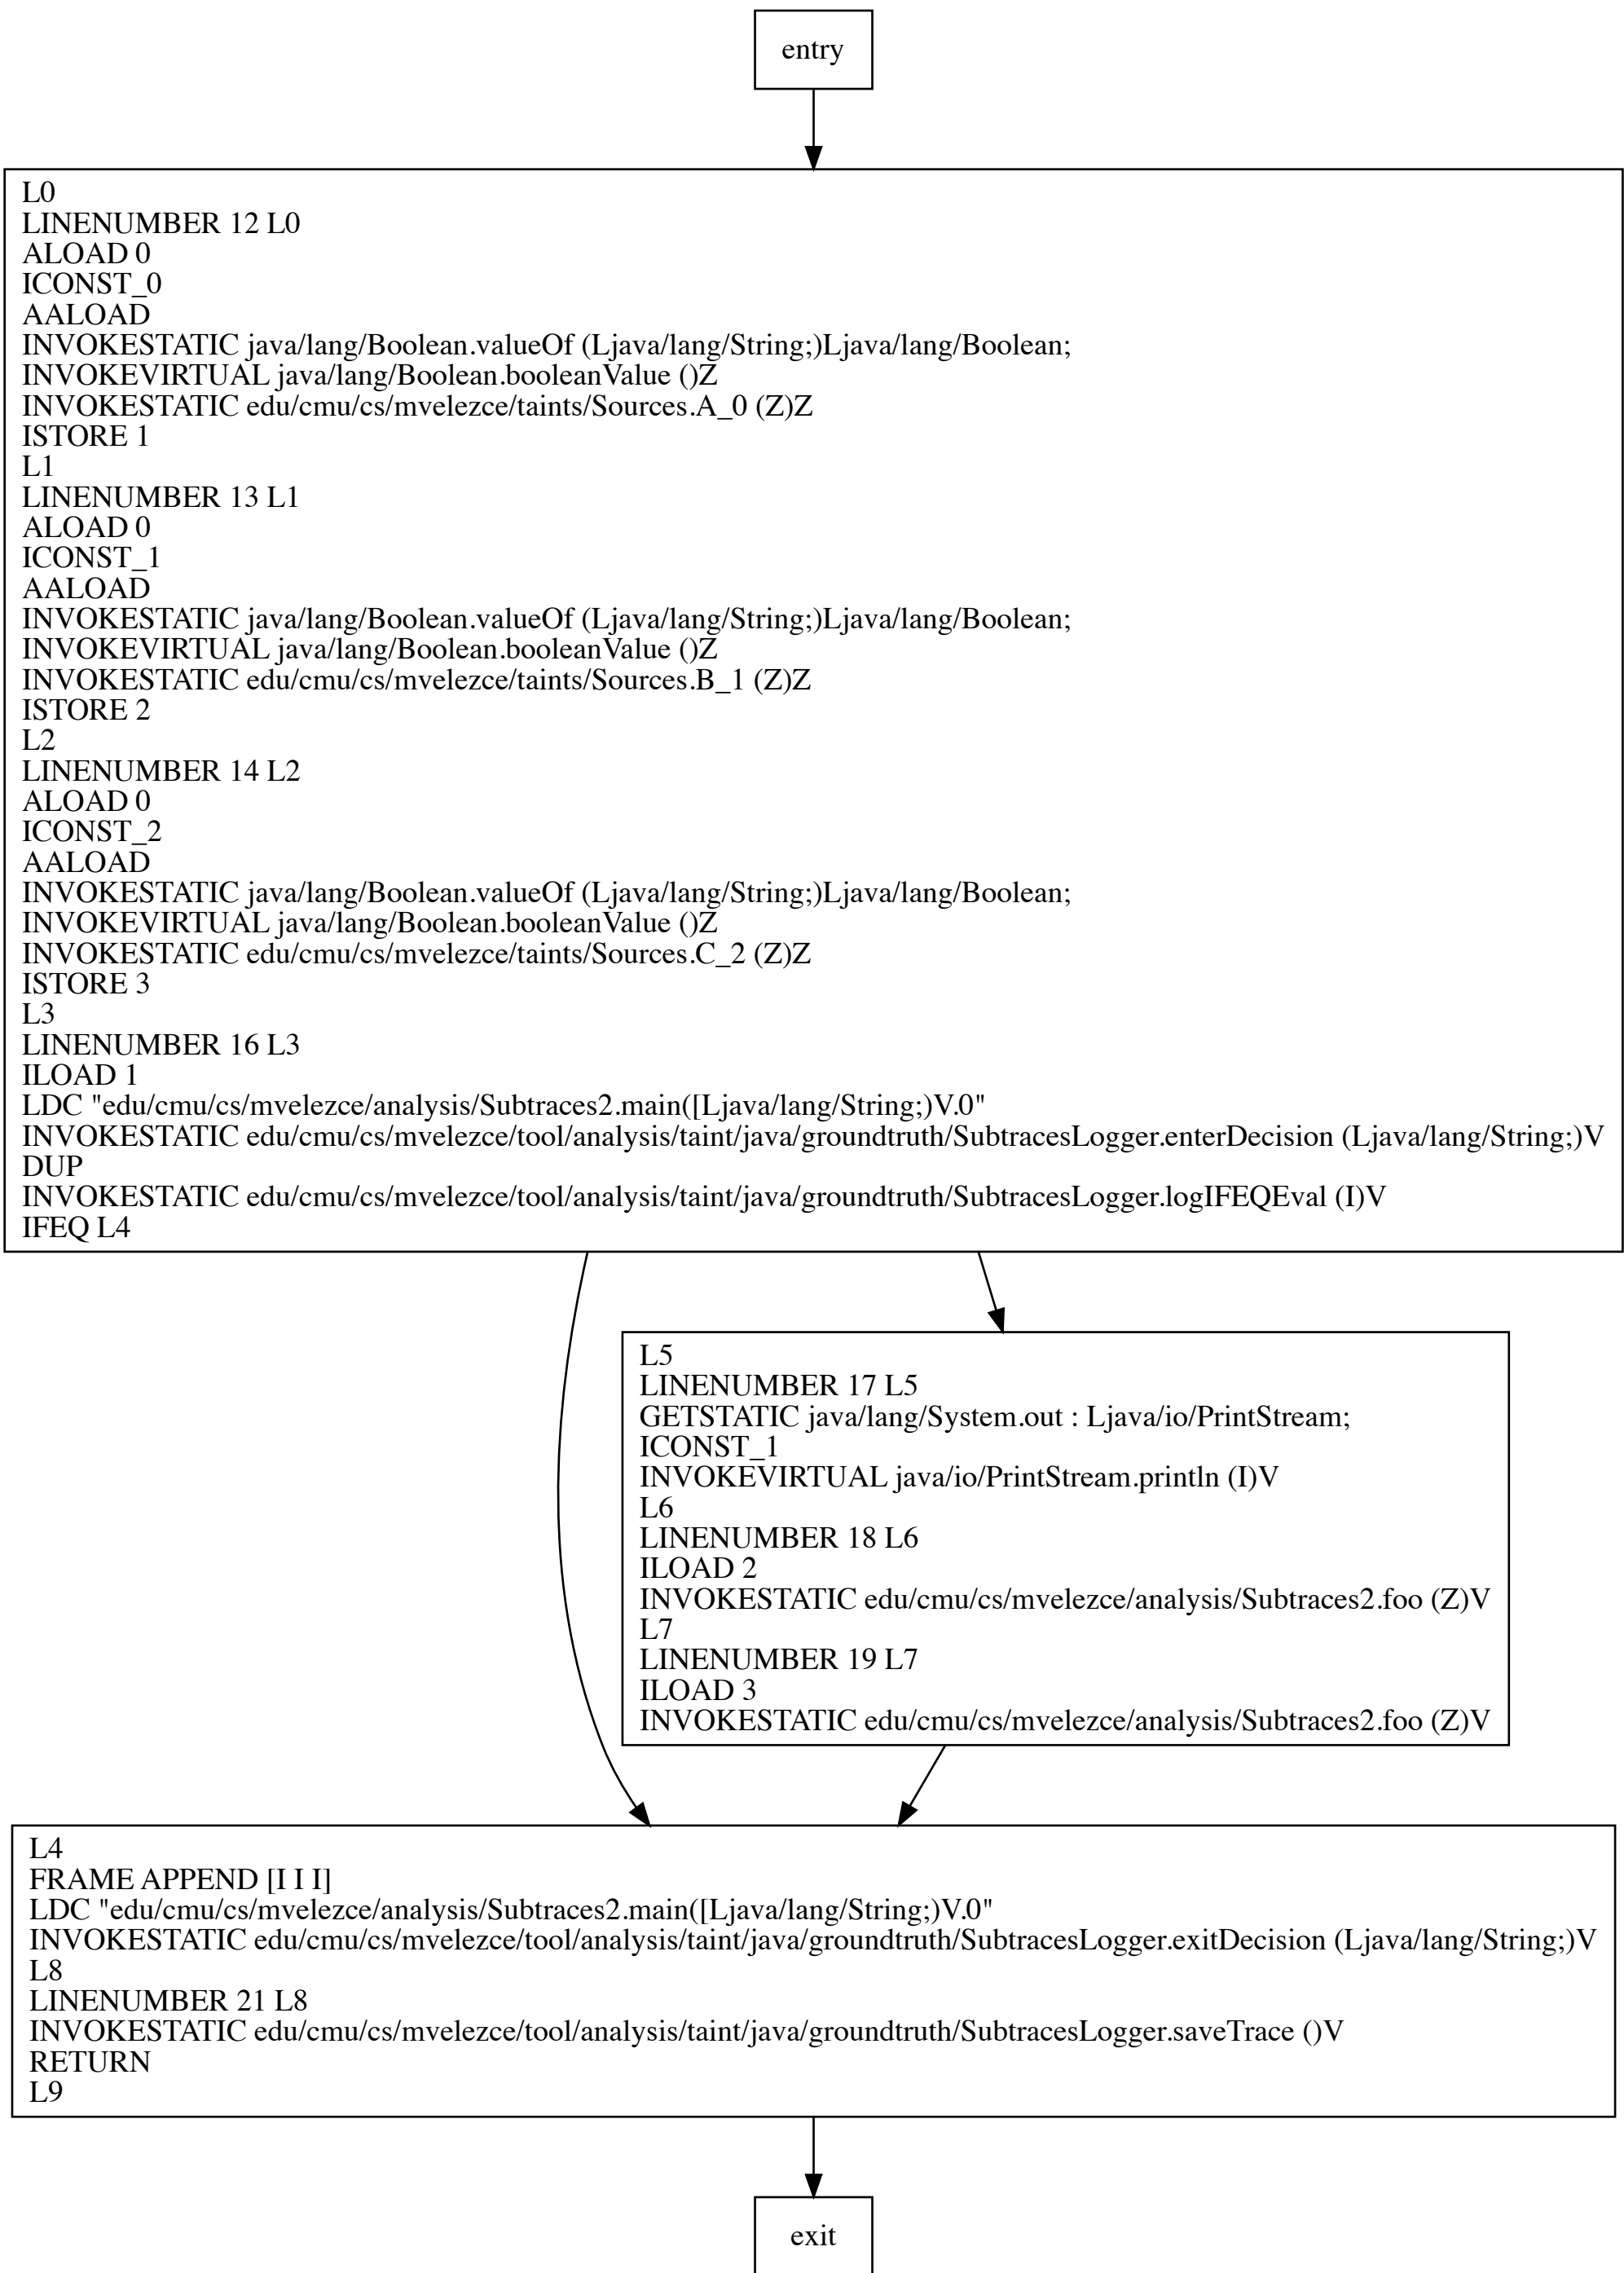 entry
L0
LINENUMBER 12 L0
ALOAD 0
ICONST_0
AALOAD
INVOKESTATIC java/lang/Boolean.valueOf (Ljava/lang/String;)Ljava/lang/Boolean;
INVOKEVIRTUAL java/lang/Boolean.booleanValue ()Z
INVOKESTATIC edu/cmu/cs/mvelezce/taints/Sources.A_0 (Z)Z
ISTORE 1
L1
LINENUMBER 13 L1
ALOAD 0
ICONST_1
AALOAD
INVOKESTATIC java/lang/Boolean.valueOf (Ljava/lang/String;)Ljava/lang/Boolean;
INVOKEVIRTUAL java/lang/Boolean.booleanValue ()Z
INVOKESTATIC edu/cmu/cs/mvelezce/taints/Sources.B_1 (Z)Z
ISTORE 2
L2
LINENUMBER 14 L2
ALOAD 0
ICONST_2
AALOAD
INVOKESTATIC java/lang/Boolean.valueOf (Ljava/lang/String;)Ljava/lang/Boolean;
INVOKEVIRTUAL java/lang/Boolean.booleanValue ()Z
INVOKESTATIC edu/cmu/cs/mvelezce/taints/Sources.C_2 (Z)Z
ISTORE 3
L3
LINENUMBER 16 L3
ILOAD 1
LDC "edu/cmu/cs/mvelezce/analysis/Subtraces2.main([Ljava/lang/String;)V.0"
INVOKESTATIC edu/cmu/cs/mvelezce/tool/analysis/taint/java/groundtruth/SubtracesLogger.enterDecision (Ljava/lang/String;)V
DUP
INVOKESTATIC edu/cmu/cs/mvelezce/tool/analysis/taint/java/groundtruth/SubtracesLogger.logIFEQEval (I)V
IFEQ L4
L5
LINENUMBER 17 L5
GETSTATIC java/lang/System.out : Ljava/io/PrintStream;
ICONST_1
INVOKEVIRTUAL java/io/PrintStream.println (I)V
L6
LINENUMBER 18 L6
ILOAD 2
INVOKESTATIC edu/cmu/cs/mvelezce/analysis/Subtraces2.foo (Z)V
L7
LINENUMBER 19 L7
ILOAD 3
INVOKESTATIC edu/cmu/cs/mvelezce/analysis/Subtraces2.foo (Z)V
L4
FRAME APPEND [I I I]
LDC "edu/cmu/cs/mvelezce/analysis/Subtraces2.main([Ljava/lang/String;)V.0"
INVOKESTATIC edu/cmu/cs/mvelezce/tool/analysis/taint/java/groundtruth/SubtracesLogger.exitDecision (Ljava/lang/String;)V
L8
LINENUMBER 21 L8
INVOKESTATIC edu/cmu/cs/mvelezce/tool/analysis/taint/java/groundtruth/SubtracesLogger.saveTrace ()V
RETURN
L9
exit